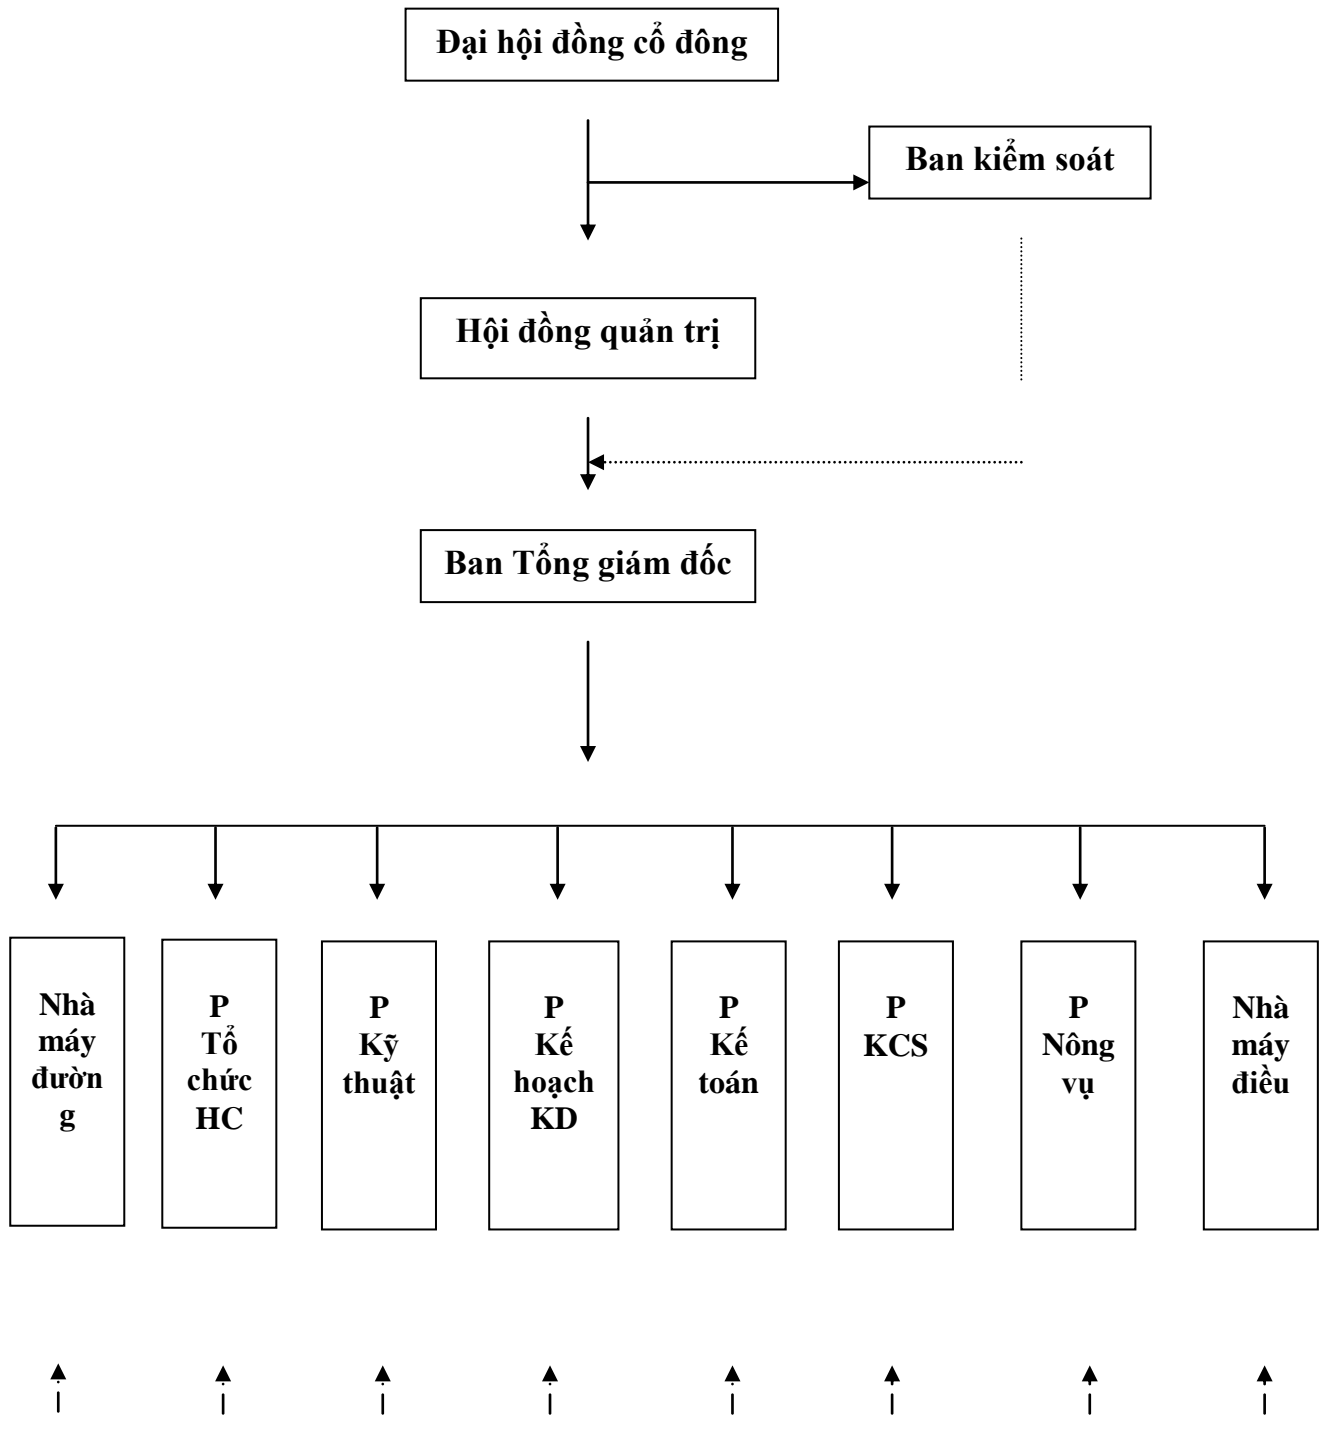 Đại hội đồng cổ đông
Ban kiểm soát
Hội đồng quản trị
Ban Tổng giám đốc
Nhà
máy
đườn
g
P
Tổ
chức
HC
P
Kỹ
thuật
P
Kế
hoạch
KD
P
Kế
toán
P
KCS
P
Nông
vụ
Nhà
máy
điều